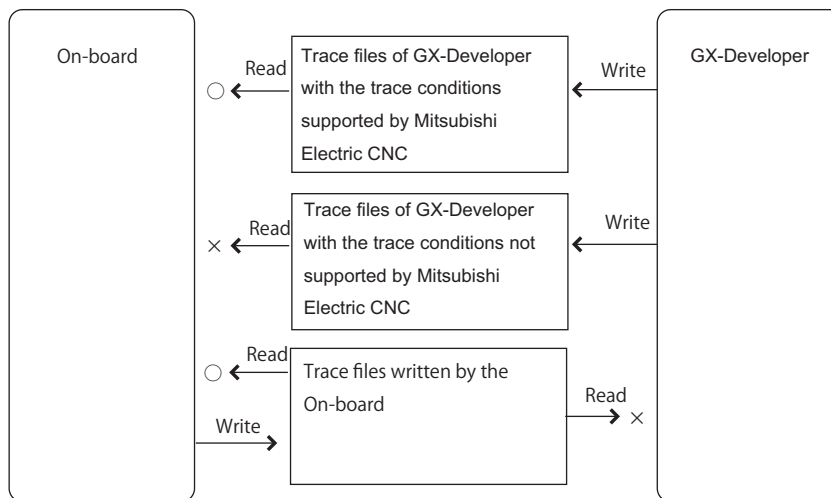 On-board
GX-Developer
Read
Trace files of GX-Developer
with the trace conditions
supported by Mitsubishi
Electric CNC
Write
○
Read
Trace files of GX-Developer
with the trace conditions not
supported by Mitsubishi
Electric CNC
Write
×
Read
Trace files written by the
On-board
○
Read
×
Write